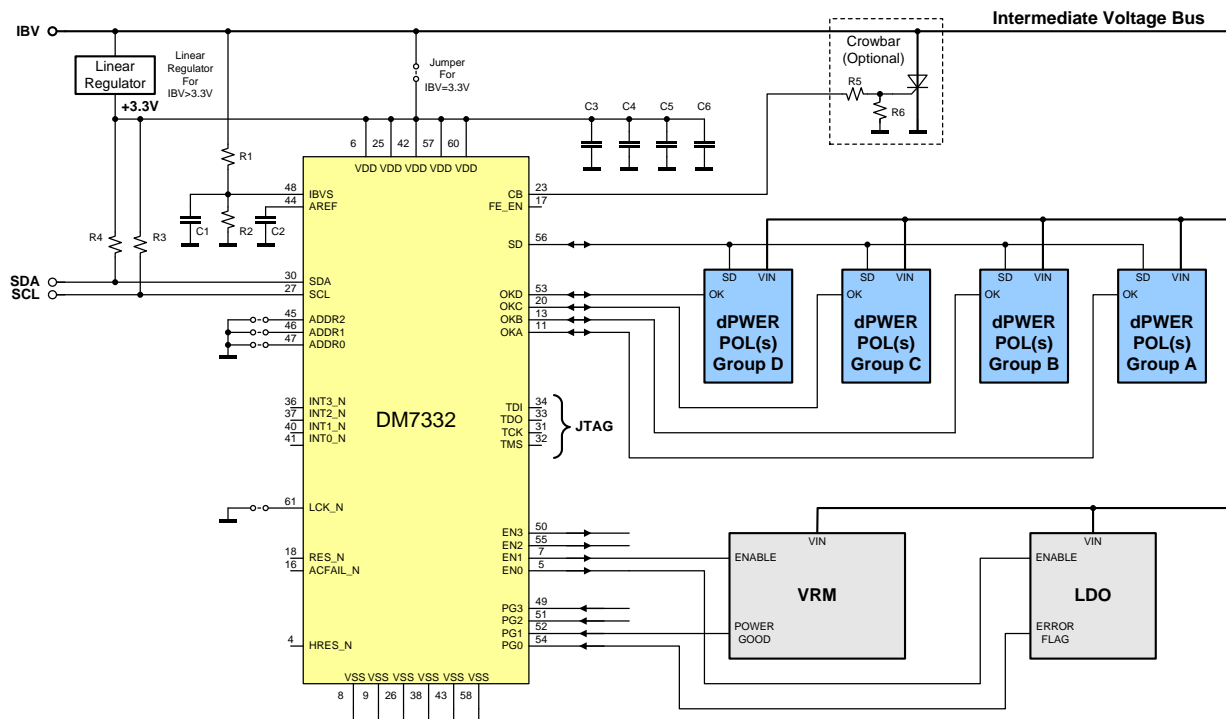 Intermediate Voltage Bus
IBV
Linear
Regulator
+3.3V
Linear
Regulator
For
IBV>3.3V
Jumper
For
IBV=3.3V
Crowbar
(Optional)
R5
R6
C3 C4 C5 C6
R1
R2
C1
C2
R4 R3
SDA
SCL
6 25 42 57 60
VDD VDD VDD VDD VDD
DM7332
48 IBVS
44 AREF
30 SDA
27 SCL
45 ADDR2
46 ADDR1
47 ADDR0
36 INT3_N
37 INT2_N
40 INT1_N
41 INT0_N
61 LCK_N
18 RES_N
16 ACFAIL_N
4 HRES_N
VSS VSS VSS VSS VSS VSS
8 9 26 38 43 58
CB 23
FE_EN 17
SD 56
OKD 53
OKC 20
OKB 13
OKA 11
TDI 34
TDO 33
TCK 31
TMS 32
JTAG
EN3 50
EN2 55
EN1 7
EN0 5
PG3 49
PG2 51
PG1 52
PG0 54
SD VIN
OK
dPWER
POL(s)
Group D
SD VIN
OK
dPWER
POL(s)
Group C
SD VIN
OK
dPWER
POL(s)
Group B
SD VIN
OK
dPWER
POL(s)
Group A
VIN
ENABLE
VRM
POWER
GOOD
VIN
ENABLE
LDO
ERROR
FLAG